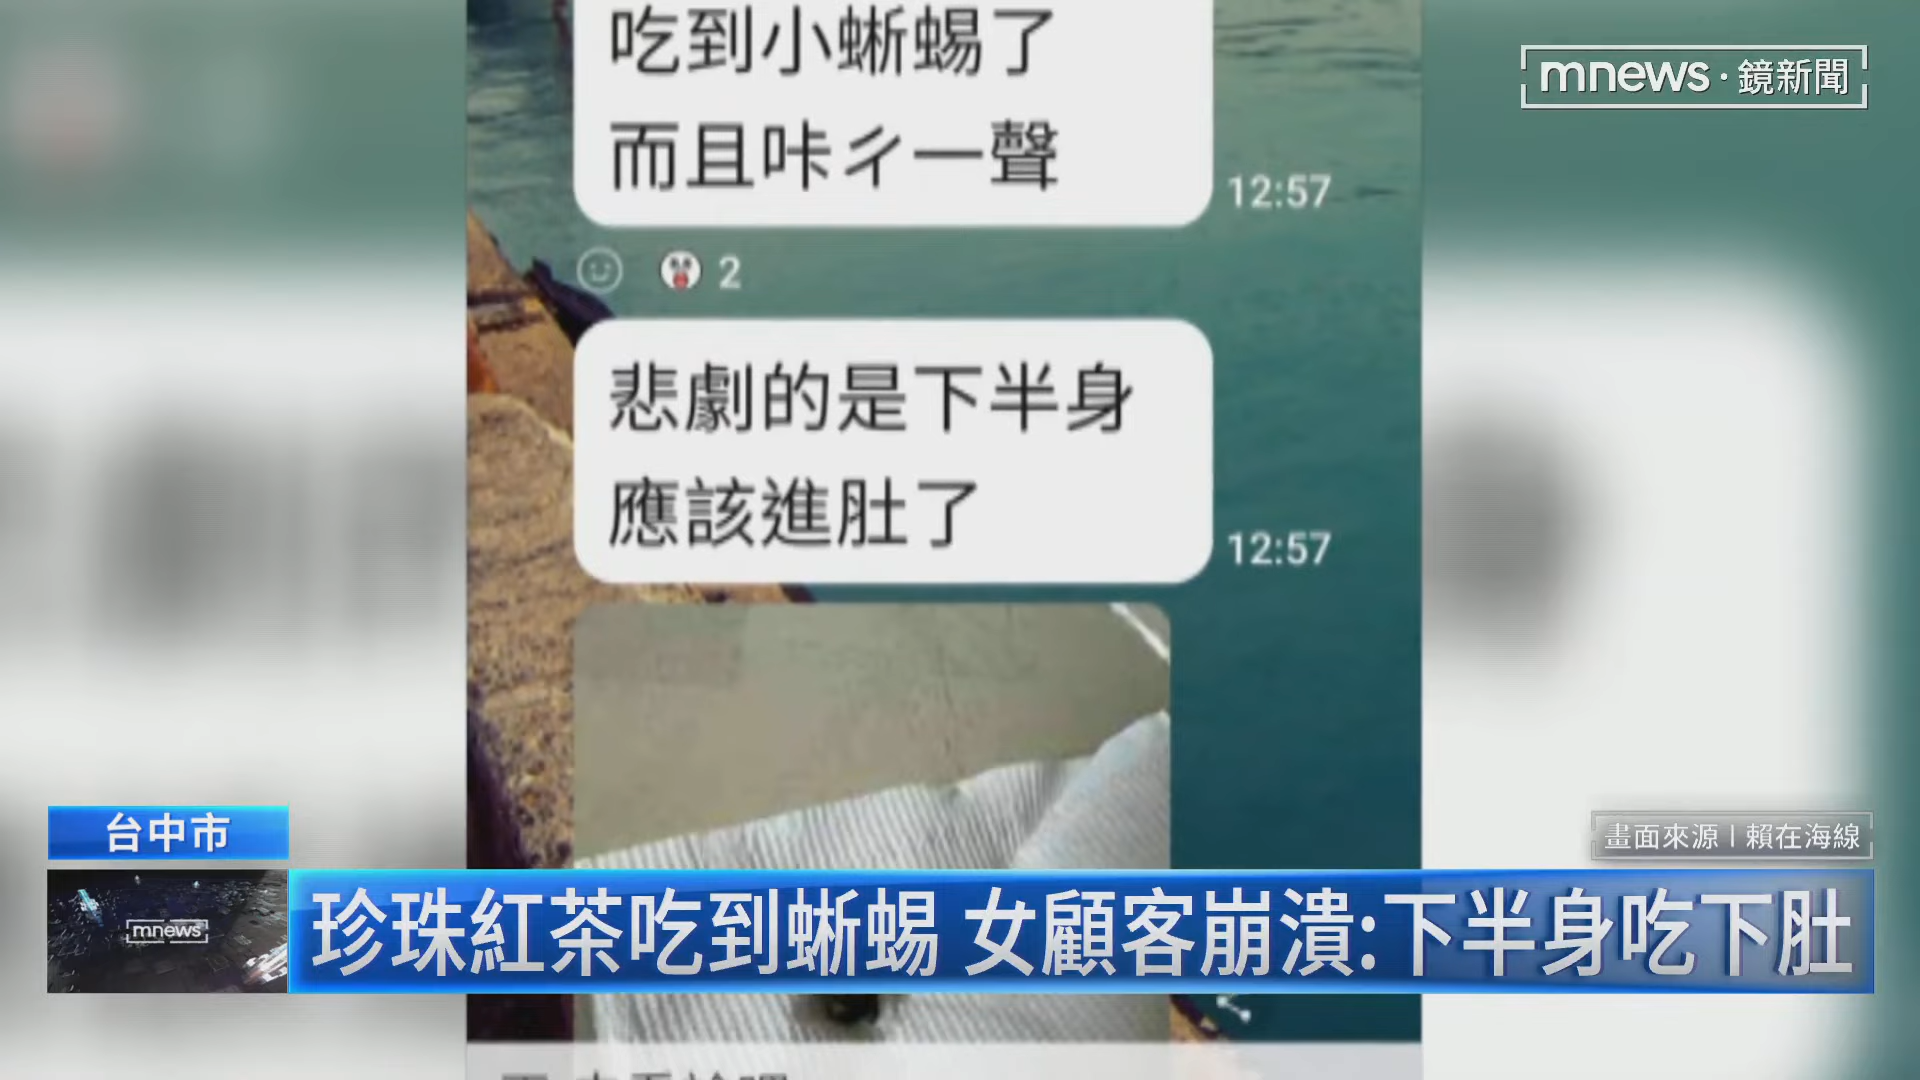 吃到小蜥蜴了
而且咔ㄔ一聲
12:57
2
悲劇的是下半身
應該進肚了
12:57
mnews·鏡新聞
台中市
畫面來源|賴在海線
mnews
珍珠紅茶吃到蜥蜴 女顧客崩潰:下半身吃下肚